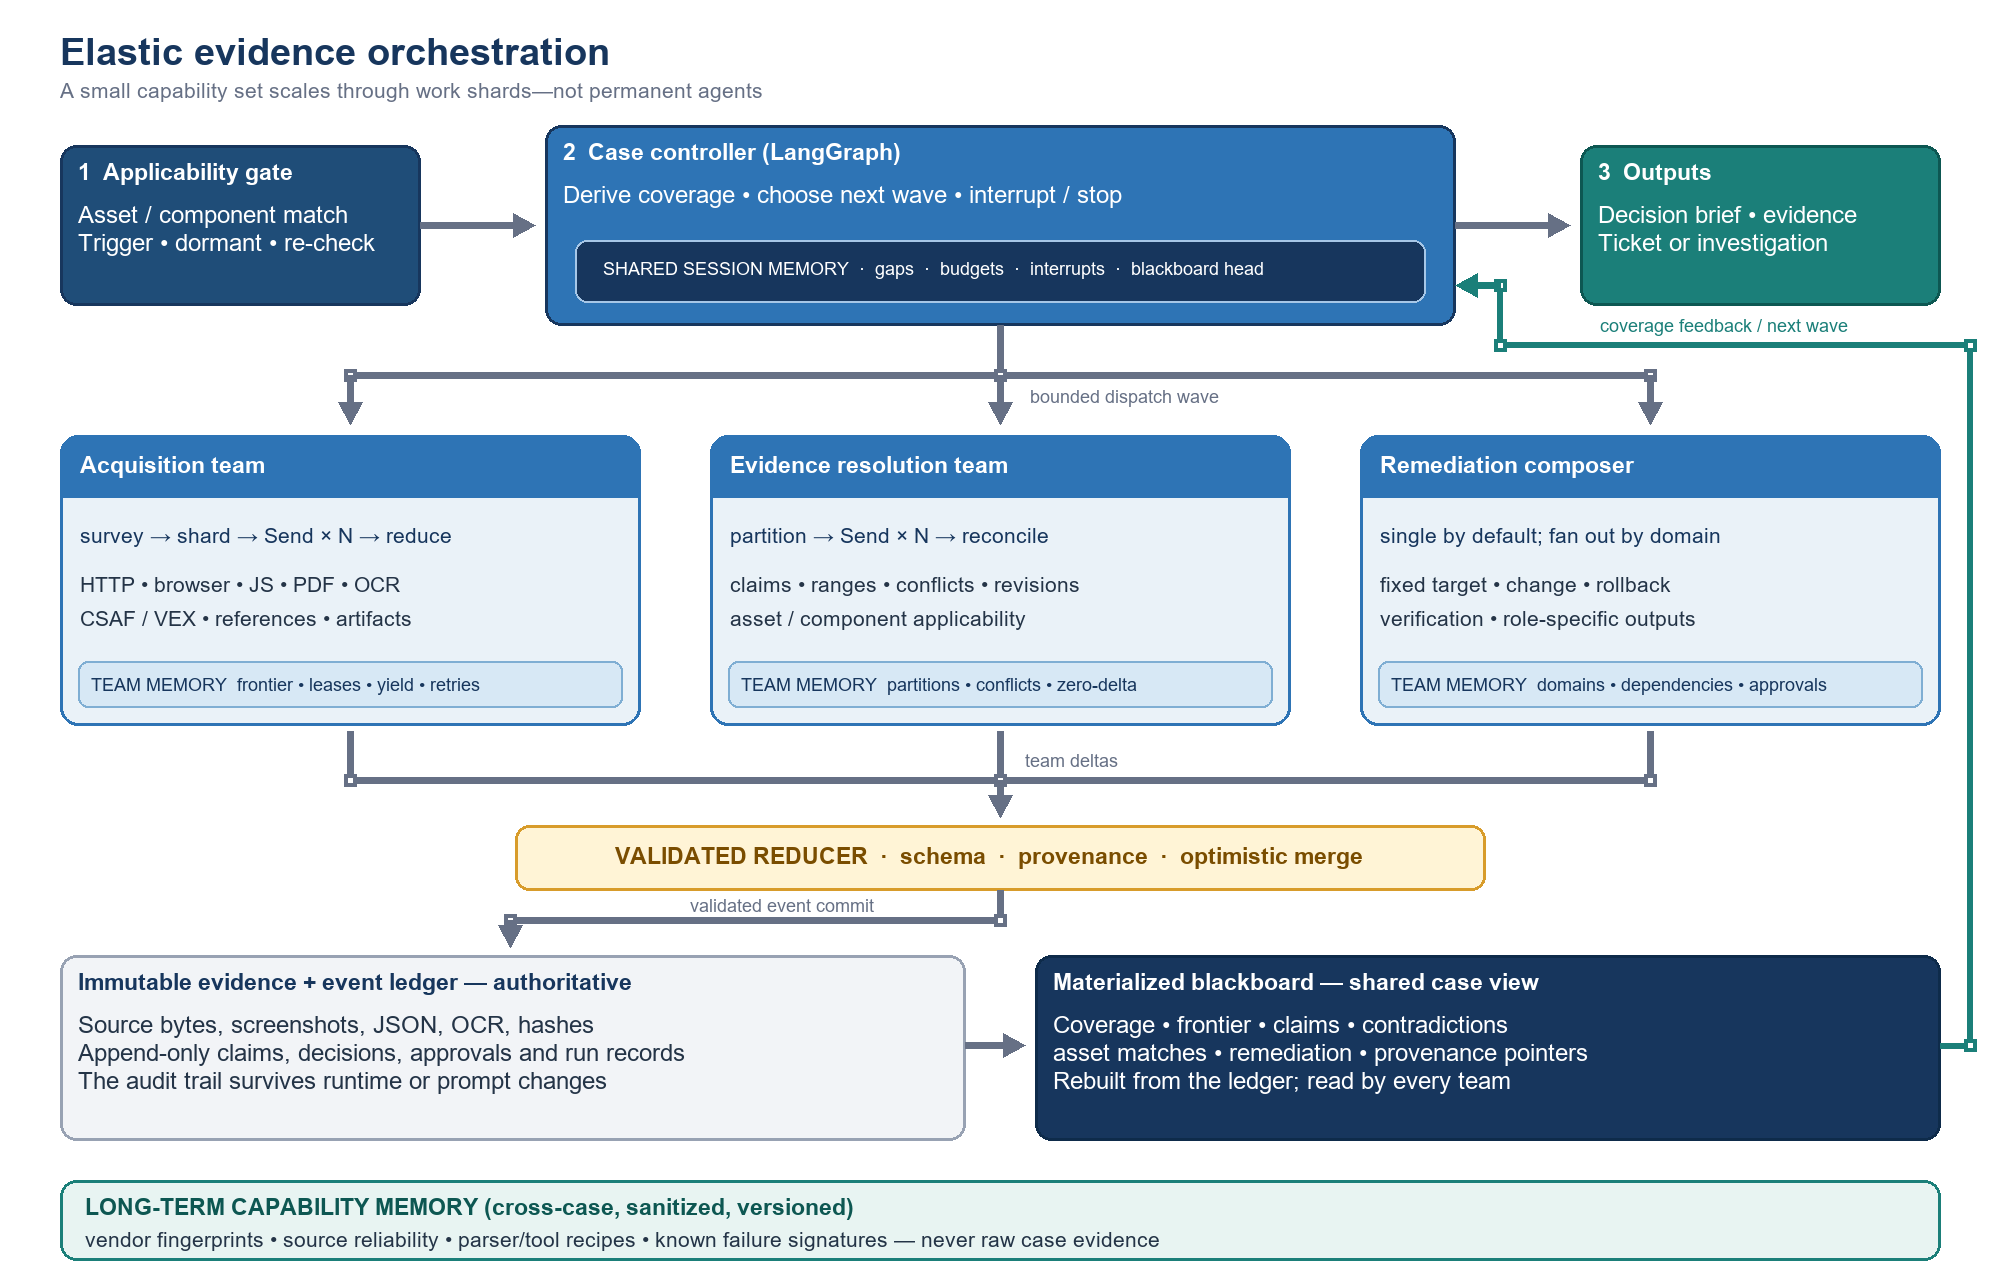 Elastic evidence orchestration
A small capability set scales through work shards—not permanent agents
1  Applicability gate
Asset / component match
Trigger • dormant • re-check
2  Case controller (LangGraph)
Derive coverage • choose next wave • interrupt / stop
SHARED SESSION MEMORY  ·  gaps  ·  budgets  ·  interrupts  ·  blackboard head
3  Outputs
Decision brief • evidence
Ticket or investigation
coverage feedback / next wave
bounded dispatch wave
Acquisition team
survey → shard → Send × N → reduce
HTTP • browser • JS • PDF • OCR
CSAF / VEX • references • artifacts
TEAM MEMORY  frontier • leases • yield • retries
Evidence resolution team
partition → Send × N → reconcile
claims • ranges • conflicts • revisions
asset / component applicability
TEAM MEMORY  partitions • conflicts • zero-delta
Remediation composer
single by default; fan out by domain
fixed target • change • rollback
verification • role-specific outputs
TEAM MEMORY  domains • dependencies • approvals
team deltas
VALIDATED REDUCER  ·  schema  ·  provenance  ·  optimistic merge
validated event commit
Immutable evidence + event ledger — authoritative
Source bytes, screenshots, JSON, OCR, hashes
Append-only claims, decisions, approvals and run records
The audit trail survives runtime or prompt changes
Materialized blackboard — shared case view
Coverage • frontier • claims • contradictions
asset matches • remediation • provenance pointers
Rebuilt from the ledger; read by every team
LONG-TERM CAPABILITY MEMORY (cross-case, sanitized, versioned)
vendor fingerprints • source reliability • parser/tool recipes • known failure signatures — never raw case evidence